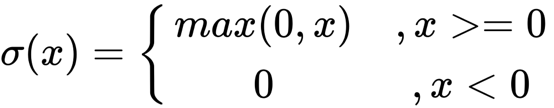 σ(x) = { max(0, x) , x >= 0
0 , x < 0